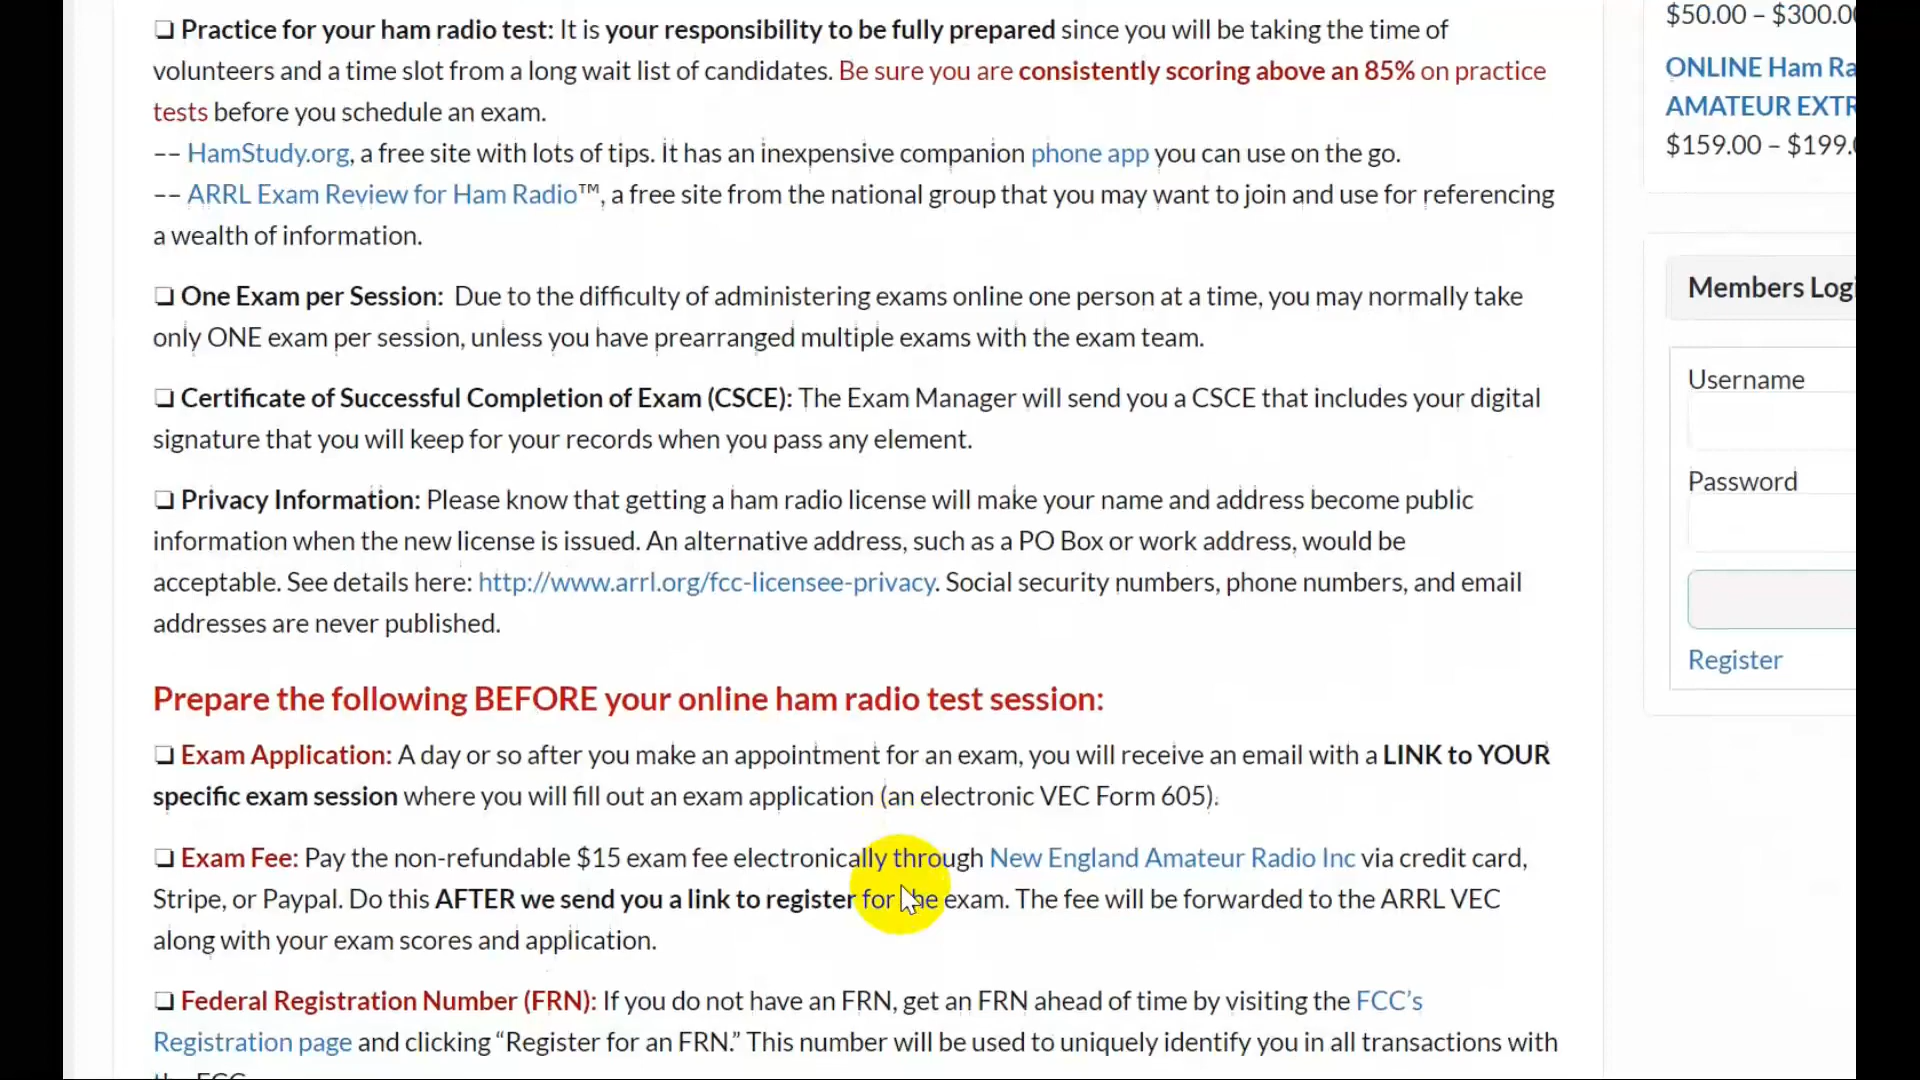 ❏ Practice for your ham radio test: It is your responsibility to be fully prepared since you will be taking the time of
volunteers and a time slot from a long wait list of candidates. Be sure you are consistently scoring above an 85% on practice
tests before you schedule an exam.
–– HamStudy.org, a free site with lots of tips. It has an inexpensive companion phone app you can use on the go.
–– ARRL Exam Review for Ham Radio™, a free site from the national group that you may want to join and use for referencing
a wealth of information.
❏ One Exam per Session: Due to the difficulty of administering exams online one person at a time, you may normally take
only ONE exam per session, unless you have prearranged multiple exams with the exam team.
❏ Certificate of Successful Completion of Exam (CSCE): The Exam Manager will send you a CSCE that includes your digital
signature that you will keep for your records when you pass any element.
❏ Privacy Information: Please know that getting a ham radio license will make your name and address become public
information when the new license is issued. An alternative address, such as a PO Box or work address, would be
acceptable. See details here: http://www.arrl.org/fcc-licensee-privacy. Social security numbers, phone numbers, and email
addresses are never published.
Prepare the following BEFORE your online ham radio test session:
❏ Exam Application: A day or so after you make an appointment for an exam, you will receive an email with a LINK to YOUR
specific exam session where you will fill out an exam application (an electronic VEC Form 605).
❏ Exam Fee: Pay the non-refundable $15 exam fee electronically through New England Amateur Radio Inc via credit card,
Stripe, or Paypal. Do this AFTER we send you a link to register for the exam. The fee will be forwarded to the ARRL VEC
along with your exam scores and application.
❏ Federal Registration Number (FRN): If you do not have an FRN, get an FRN ahead of time by visiting the FCC’s
Registration page and clicking “Register for an FRN.” This number will be used to uniquely identify you in all transactions with
$50.00 – $300.0
ONLINE Ham Ra
AMATEUR EXTR
$159.00 – $199.
Members Logi
Username
Password
Register